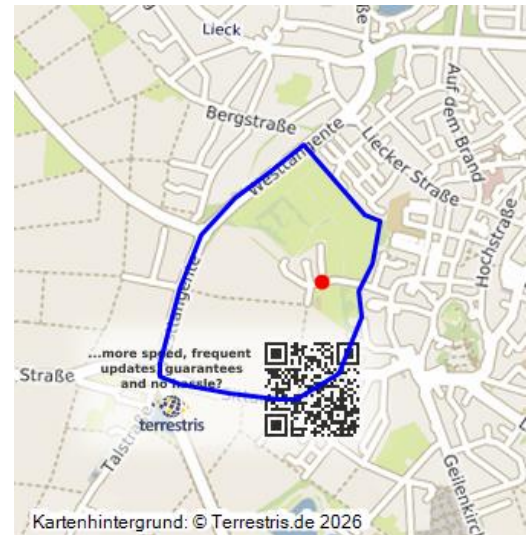 Lieck
Bergstraße
Auf dem Brand
Westtangente
Liecker Straße
Hochstraße
...more speed, frequent
updates, guarantees
and no hassle?
Straße
terrestris
Talstraße
Kartenhintergrund: © Terrestris.de 2026